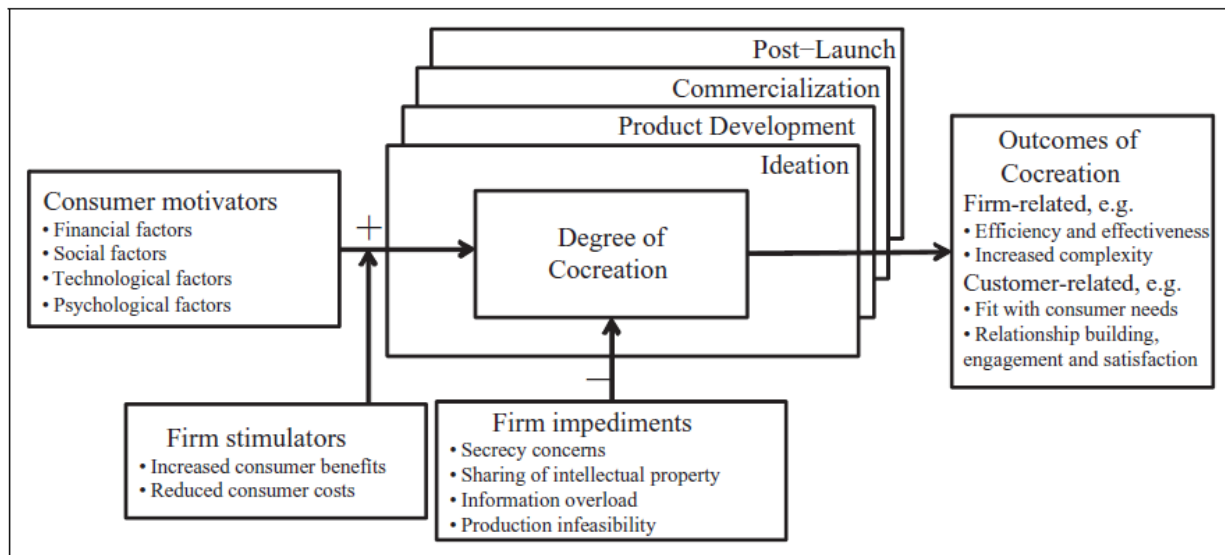 Post−Launch
Commercialization
Product Development
Ideation
Consumer motivators
• Financial factors
• Social factors
• Technological factors
• Psychological factors
+
Degree of
Cocreation
Outcomes of
Cocreation
Firm-related, e.g.
• Efficiency and effectiveness
• Increased complexity
Customer-related, e.g.
• Fit with consumer needs
• Relationship building,
engagement and satisfaction
−
Firm stimulators
• Increased consumer benefits
• Reduced consumer costs
Firm impediments
• Secrecy concerns
• Sharing of intellectual property
• Information overload
• Production infeasibility